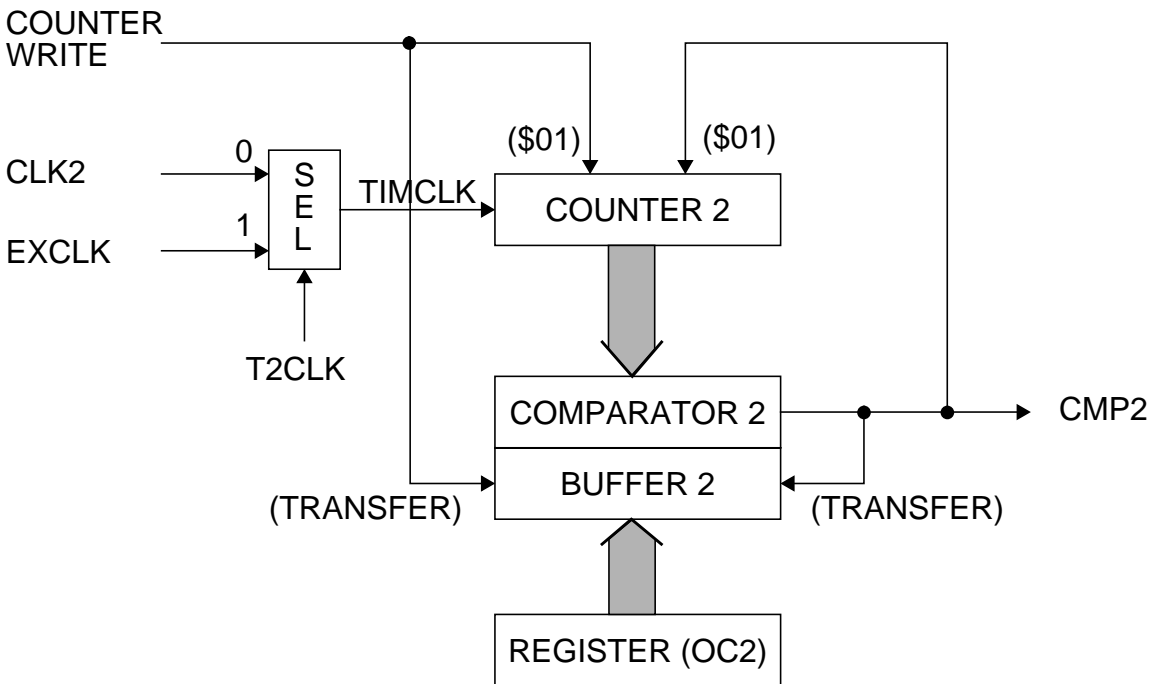 COUNTER
WRITE
($01)
($01)
CLK2
0
SEL
TIMCLK
COUNTER 2
EXCLK
1
T2CLK
COMPARATOR 2
CMP2
BUFFER 2
(TRANSFER)
(TRANSFER)
REGISTER (OC2)